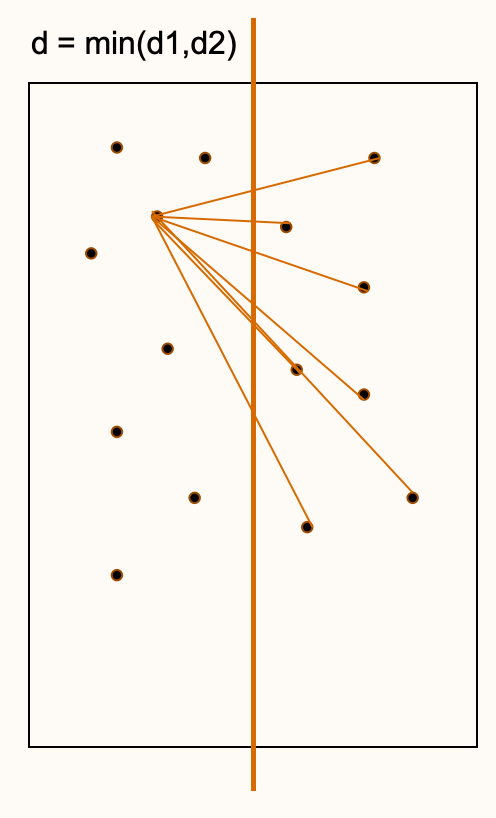 d = min(d1,d2)